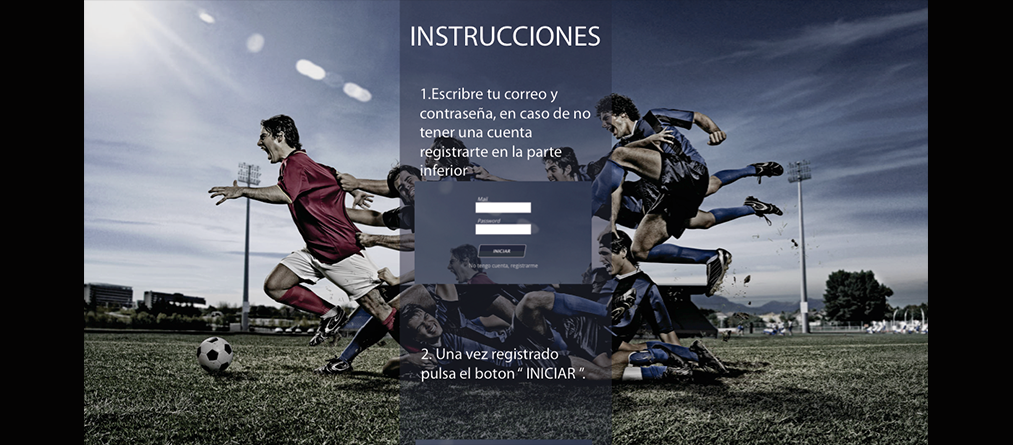 INSTRUCCIONES
1.Escribre tu correo y
contraseña, en caso de no
tener una cuenta
registrarte en la parte
inferior
Mail
Password
INICIAR
No tengo cuenta, registrarme
2. Una vez registrado
pulsa el boton “ INICIAR ”.